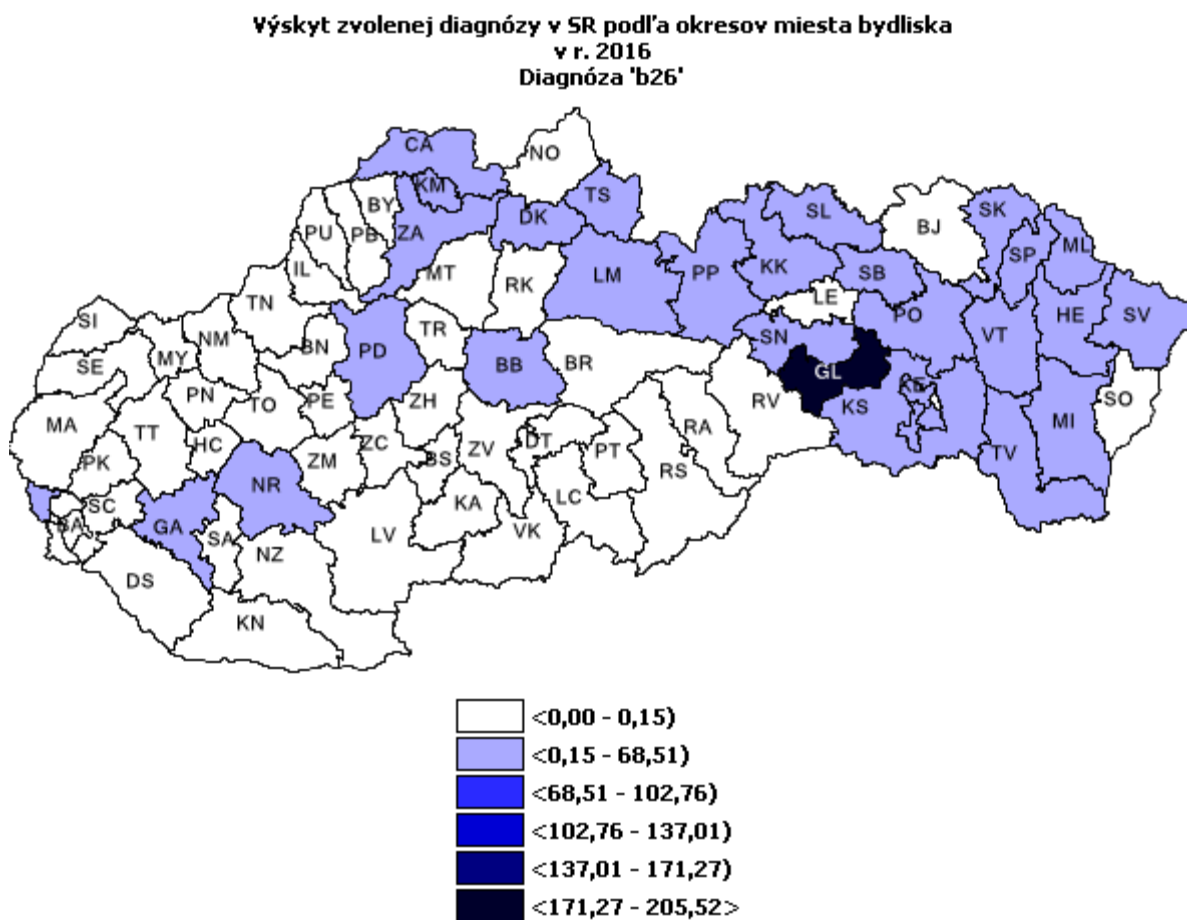 Výskyt zvolenej diagnózy v SR podľa okresov miesta bydliska
v r. 2016
Diagnóza 'b26'
CA
NO
KM
TS
BY
PU
PB
ZA
DK
SL
BJ
SK
SP
ML
IL
MT
RK
LM
PP
KK
SB
TN
LE
PO
HE
SV
SI
NM
TR
SN
VT
MY
BN
PD
BB
BR
SE
GL
KE
PN
TO
PE
ZH
RV
KS
SO
MA
TT
HC
ZC
DT
RA
MI
PK
ZM
BS
ZV
PT
RS
TV
NR
SC
KA
LC
BA
GA
SA
LV
VK
NZ
DS
KN
<0,00 - 0,15)
<0,15 - 68,51)
<68,51 - 102,76)
<102,76 - 137,01)
<137,01 - 171,27)
<171,27 - 205,52>